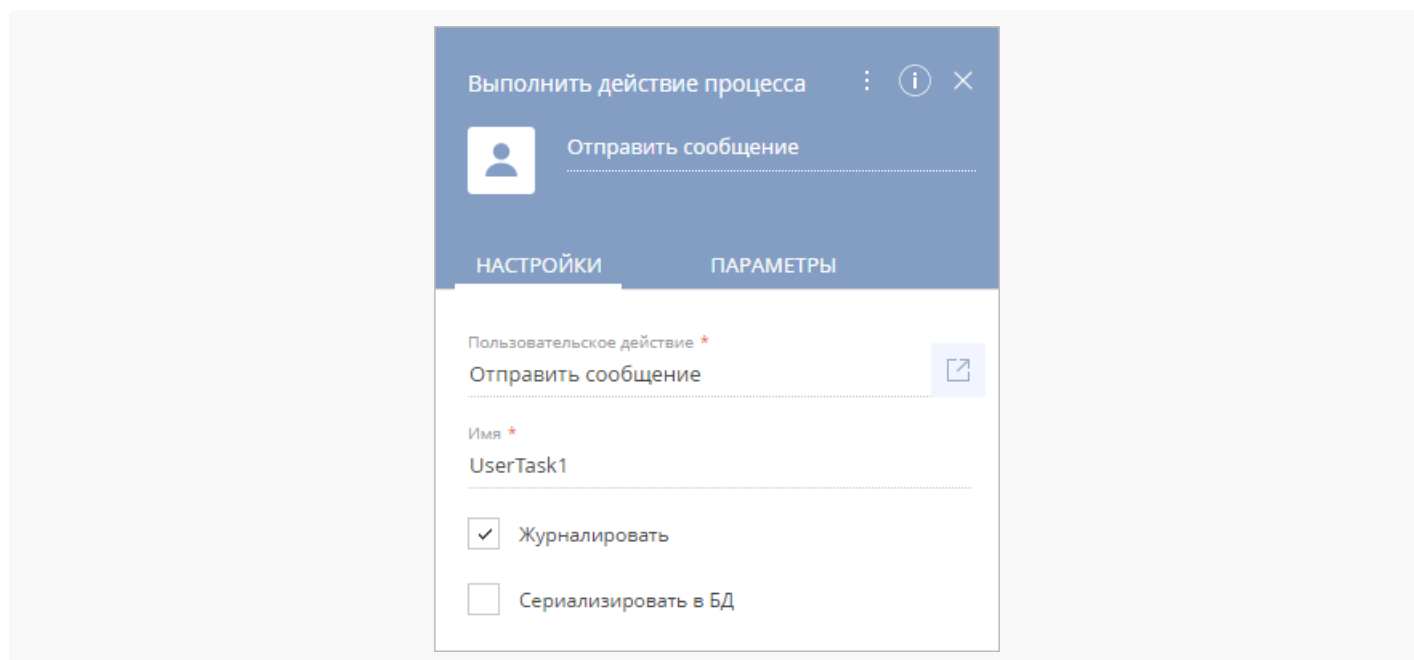 Выполнить действие процесса
Отправить сообщение
НАСТРОЙКИ ПАРАМЕТРЫ
Пользовательское действие *
Отправить сообщение
Имя *
UserTask1
Журналировать
Сериализировать в БД